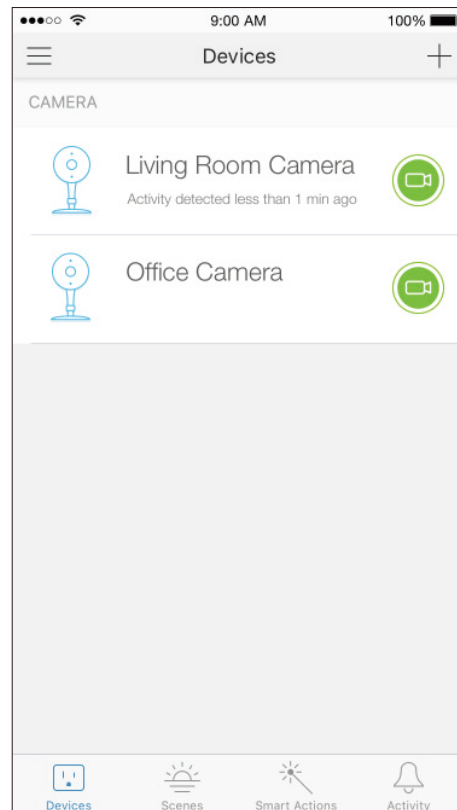 9:00 AM 100%
Devices
CAMERA
Living Room Camera
Activity detected less than 1 min ago
Office Camera
Devices Scenes Smart Actions Activity